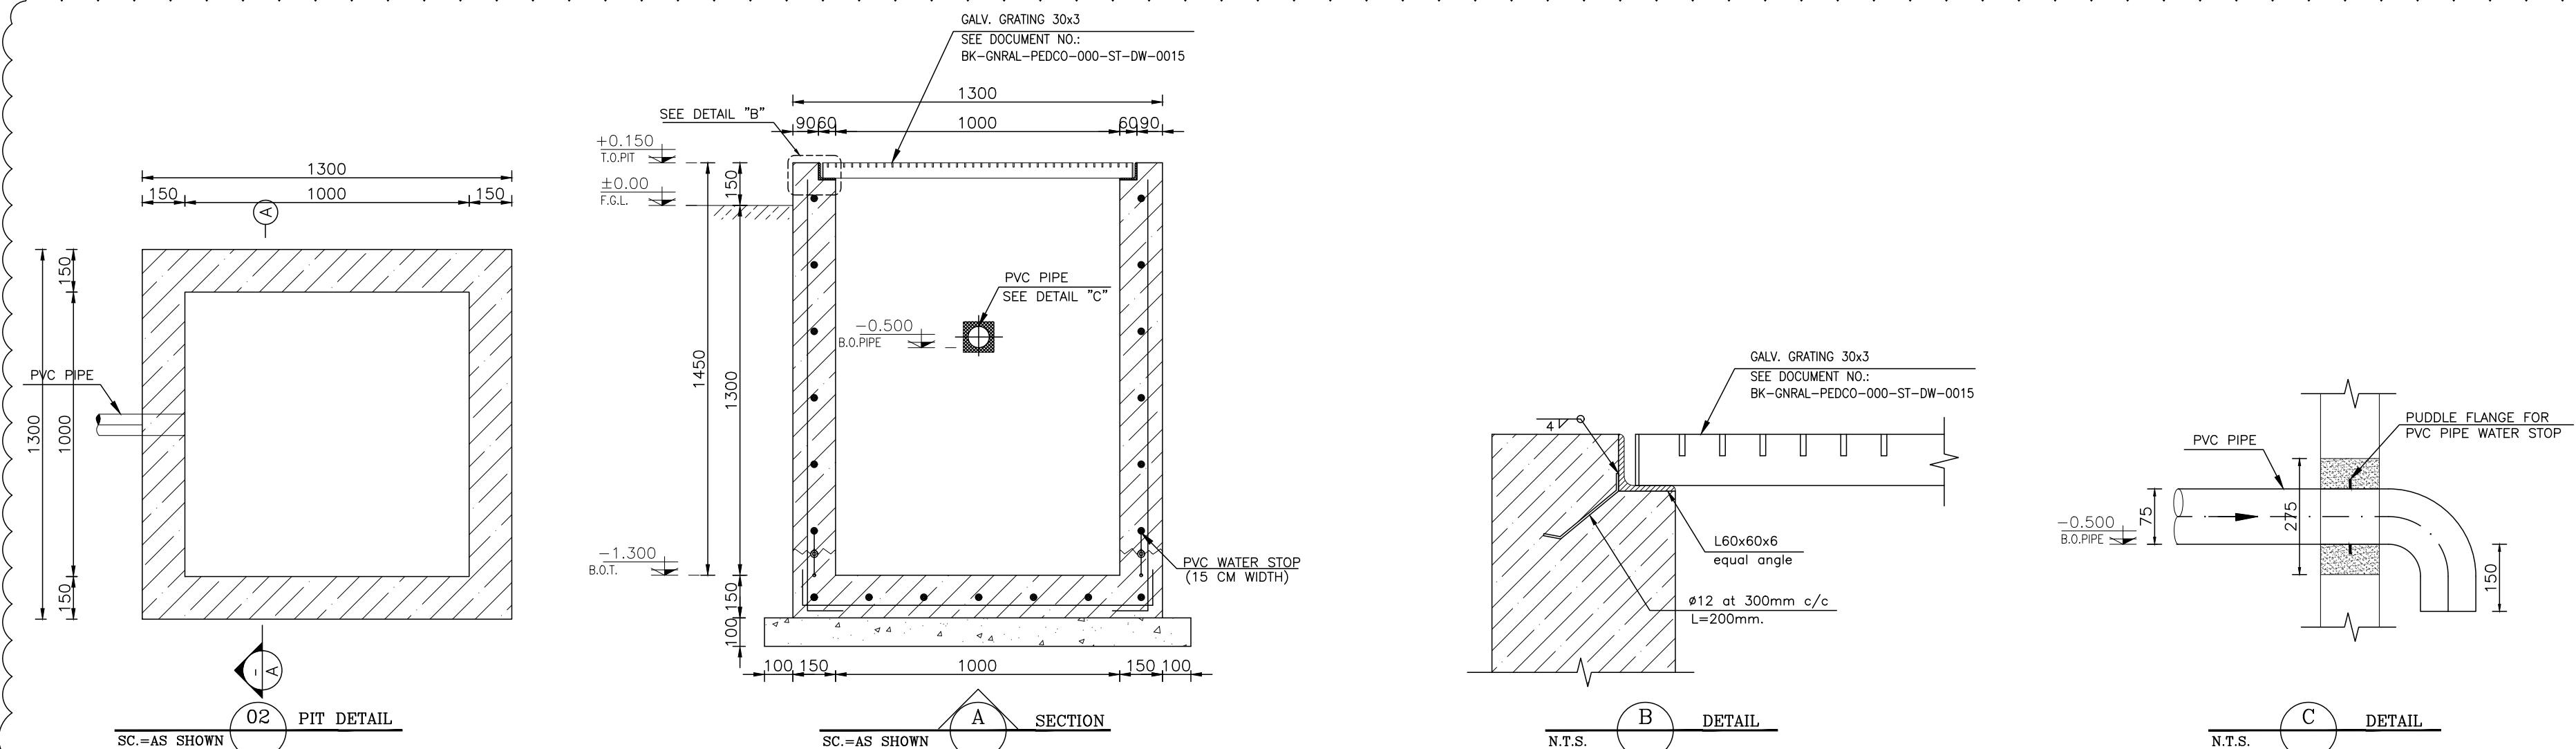 1300
150
1000
150
A
1300
150
1000
150
PVC PIPE
A
-
02
PIT DETAIL
SC.=AS SHOWN
GALV. GRATING 30x3
SEE DOCUMENT NO.:
BK-GNRAL-PEDCO-000-ST-DW-0015
1300
SEE DETAIL "B"
90
60
1000
60
90
+0.150
T.O.PIT
±0.00
F.G.L.
150
1450
1300
PVC PIPE
SEE DETAIL "C"
-0.500
B.O.PIPE
-1.300
B.O.T.
PVC WATER STOP
(15 CM WIDTH)
150
100
100
150
1000
150
100
A
SECTION
SC.=AS SHOWN
GALV. GRATING 30x3
SEE DOCUMENT NO.:
BK-GNRAL-PEDCO-000-ST-DW-0015
4
L60x60x6
equal angle
ø12 at 300mm c/c
L=200mm.
B
DETAIL
N.T.S.
PUDDLE FLANGE FOR
PVC PIPE WATER STOP
PVC PIPE
-0.500
B.O.PIPE
75
275
150
C
DETAIL
N.T.S.